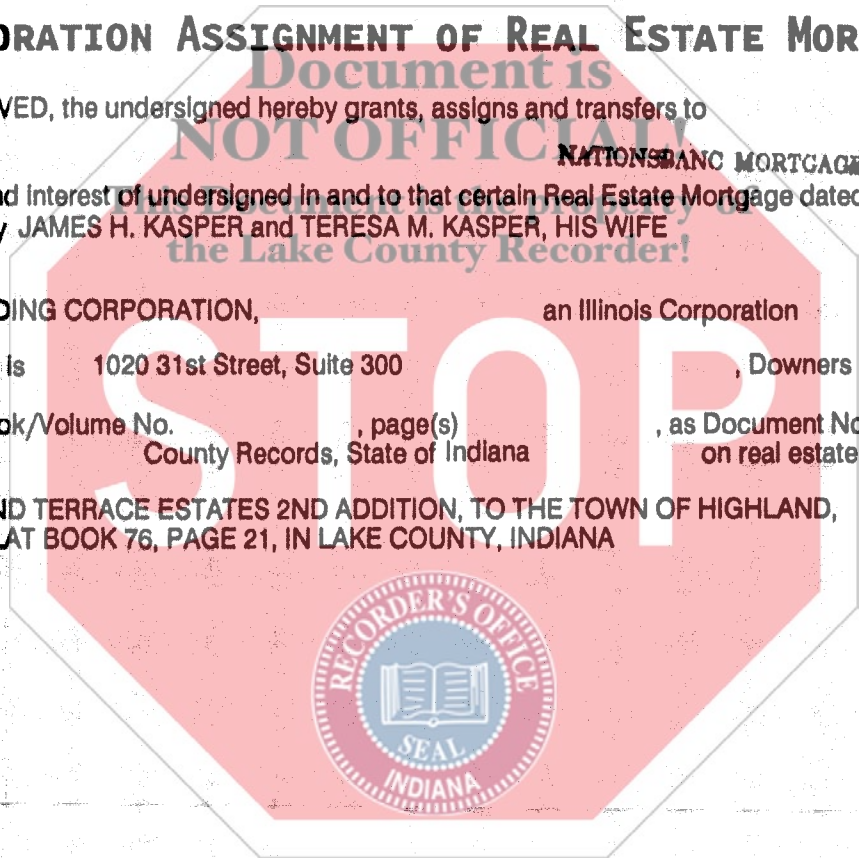 ORATION ASSIGNMENT OF REAL ESTATE MOR
Document is
VED, the undersigned hereby grants, assigns and transfers to
NOT OFFICIAL!
NATIONSBANC MORTGAGE
nd interest of undersigned in and to that certain Real Estate Mortgage dated
This Document is the property of
y JAMES H. KASPER and TERESA M. KASPER, HIS WIFE
the Lake County Recorder!
DING CORPORATION, an Illinois Corporation
STOP
is 1020 31st Street, Suite 300 , Downers
ok/Volume No. , page(s) , as Document No
County Records, State of Indiana on real estate
ND TERRACE ESTATES 2ND ADDITION, TO THE TOWN OF HIGHLAND,
LAT BOOK 76, PAGE 21, IN LAKE COUNTY, INDIANA
RECORDER'S OFFICE
SEAL
INDIANA